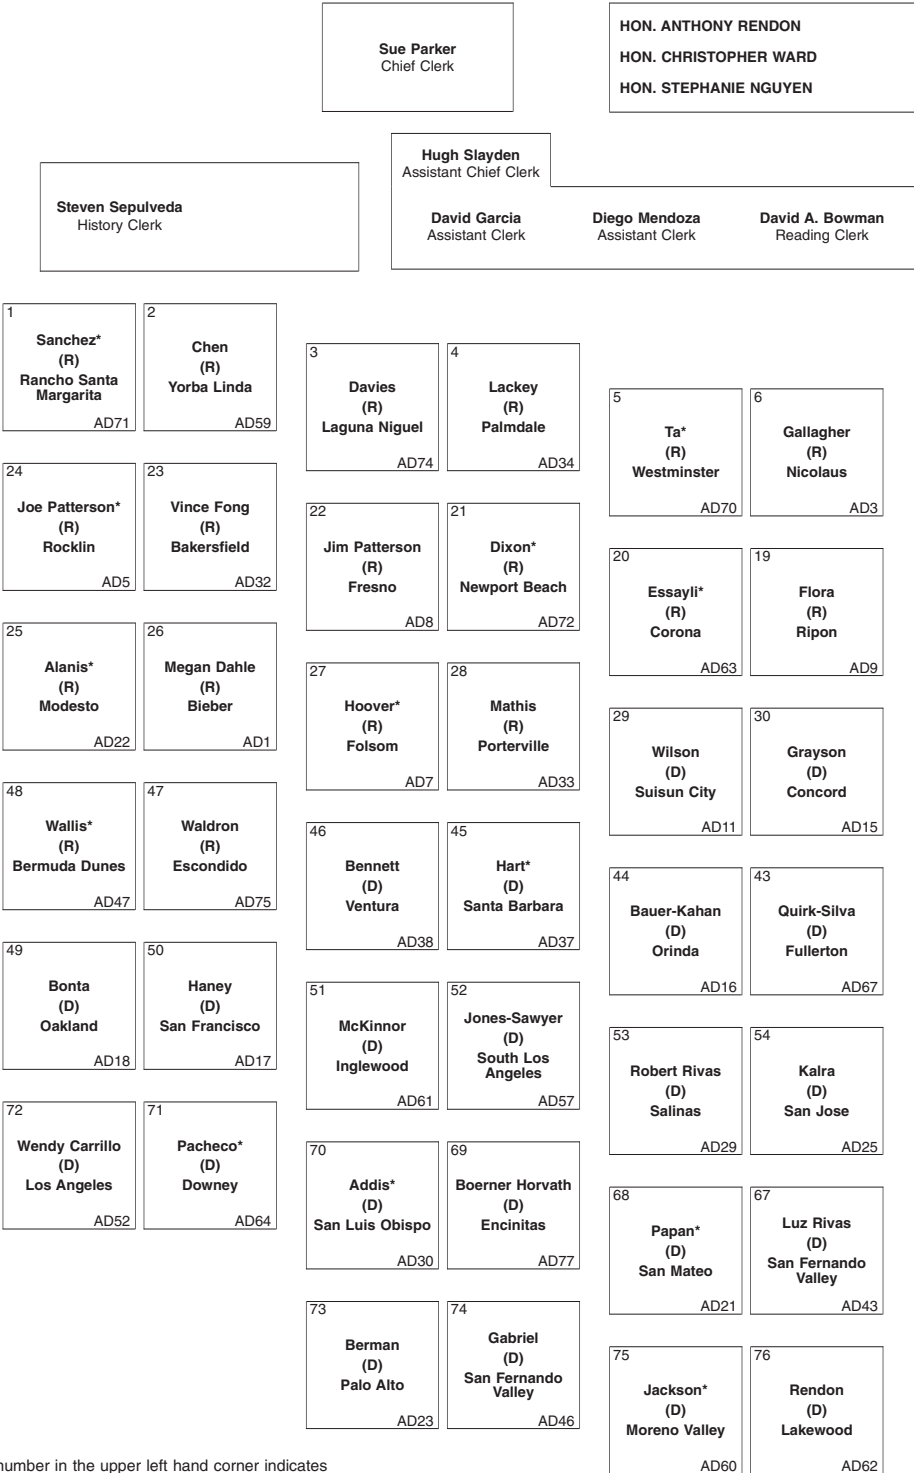 Sue Parker
Chief Clerk
HON. ANTHONY RENDON
HON. CHRISTOPHER WARD
HON. STEPHANIE NGUYEN
Hugh Slayden
Assistant Chief Clerk
Steven Sepulveda
History Clerk
David Garcia
Assistant Clerk
Diego Mendoza
Assistant Clerk
David A. Bowman
Reading Clerk
1
Sanchez*
(R)
Rancho Santa
Margarita
AD71
2
Chen
(R)
Yorba Linda
AD59
3
Davies
(R)
Laguna Niguel
AD74
4
Lackey
(R)
Palmdale
AD34
5
Ta*
(R)
Westminster
AD70
6
Gallagher
(R)
Nicolaus
AD3
24
Joe Patterson*
(R)
Rocklin
AD5
23
Vince Fong
(R)
Bakersfield
AD32
22
Jim Patterson
(R)
Fresno
AD8
21
Dixon*
(R)
Newport Beach
AD72
20
Essayli*
(R)
Corona
AD63
19
Flora
(R)
Ripon
AD9
25
Alanis*
(R)
Modesto
AD22
26
Megan Dahle
(R)
Bieber
AD1
27
Hoover*
(R)
Folsom
AD7
28
Mathis
(R)
Porterville
AD33
29
Wilson
(D)
Suisun City
AD11
30
Grayson
(D)
Concord
AD15
48
Wallis*
(R)
Bermuda Dunes
AD47
47
Waldron
(R)
Escondido
AD75
46
Bennett
(D)
Ventura
AD38
45
Hart*
(D)
Santa Barbara
AD37
44
Bauer-Kahan
(D)
Orinda
AD16
43
Quirk-Silva
(D)
Fullerton
AD67
49
Bonta
(D)
Oakland
AD18
50
Haney
(D)
San Francisco
AD17
51
McKinnor
(D)
Inglewood
AD61
52
Jones-Sawyer
(D)
South Los
Angeles
AD57
53
Robert Rivas
(D)
Salinas
AD29
54
Kalra
(D)
San Jose
AD25
72
Wendy Carrillo
(D)
Los Angeles
AD52
71
Pacheco*
(D)
Downey
AD64
70
Addis*
(D)
San Luis Obispo
AD30
69
Boerner Horvath
(D)
Encinitas
AD77
68
Papan*
(D)
San Mateo
AD21
67
Luz Rivas
(D)
San Fernando
Valley
AD43
73
Berman
(D)
Palo Alto
AD23
74
Gabriel
(D)
San Fernando
Valley
AD46
75
Jackson*
(D)
Moreno Valley
AD60
76
Rendon
(D)
Lakewood
AD62
number in the upper left hand corner indicates